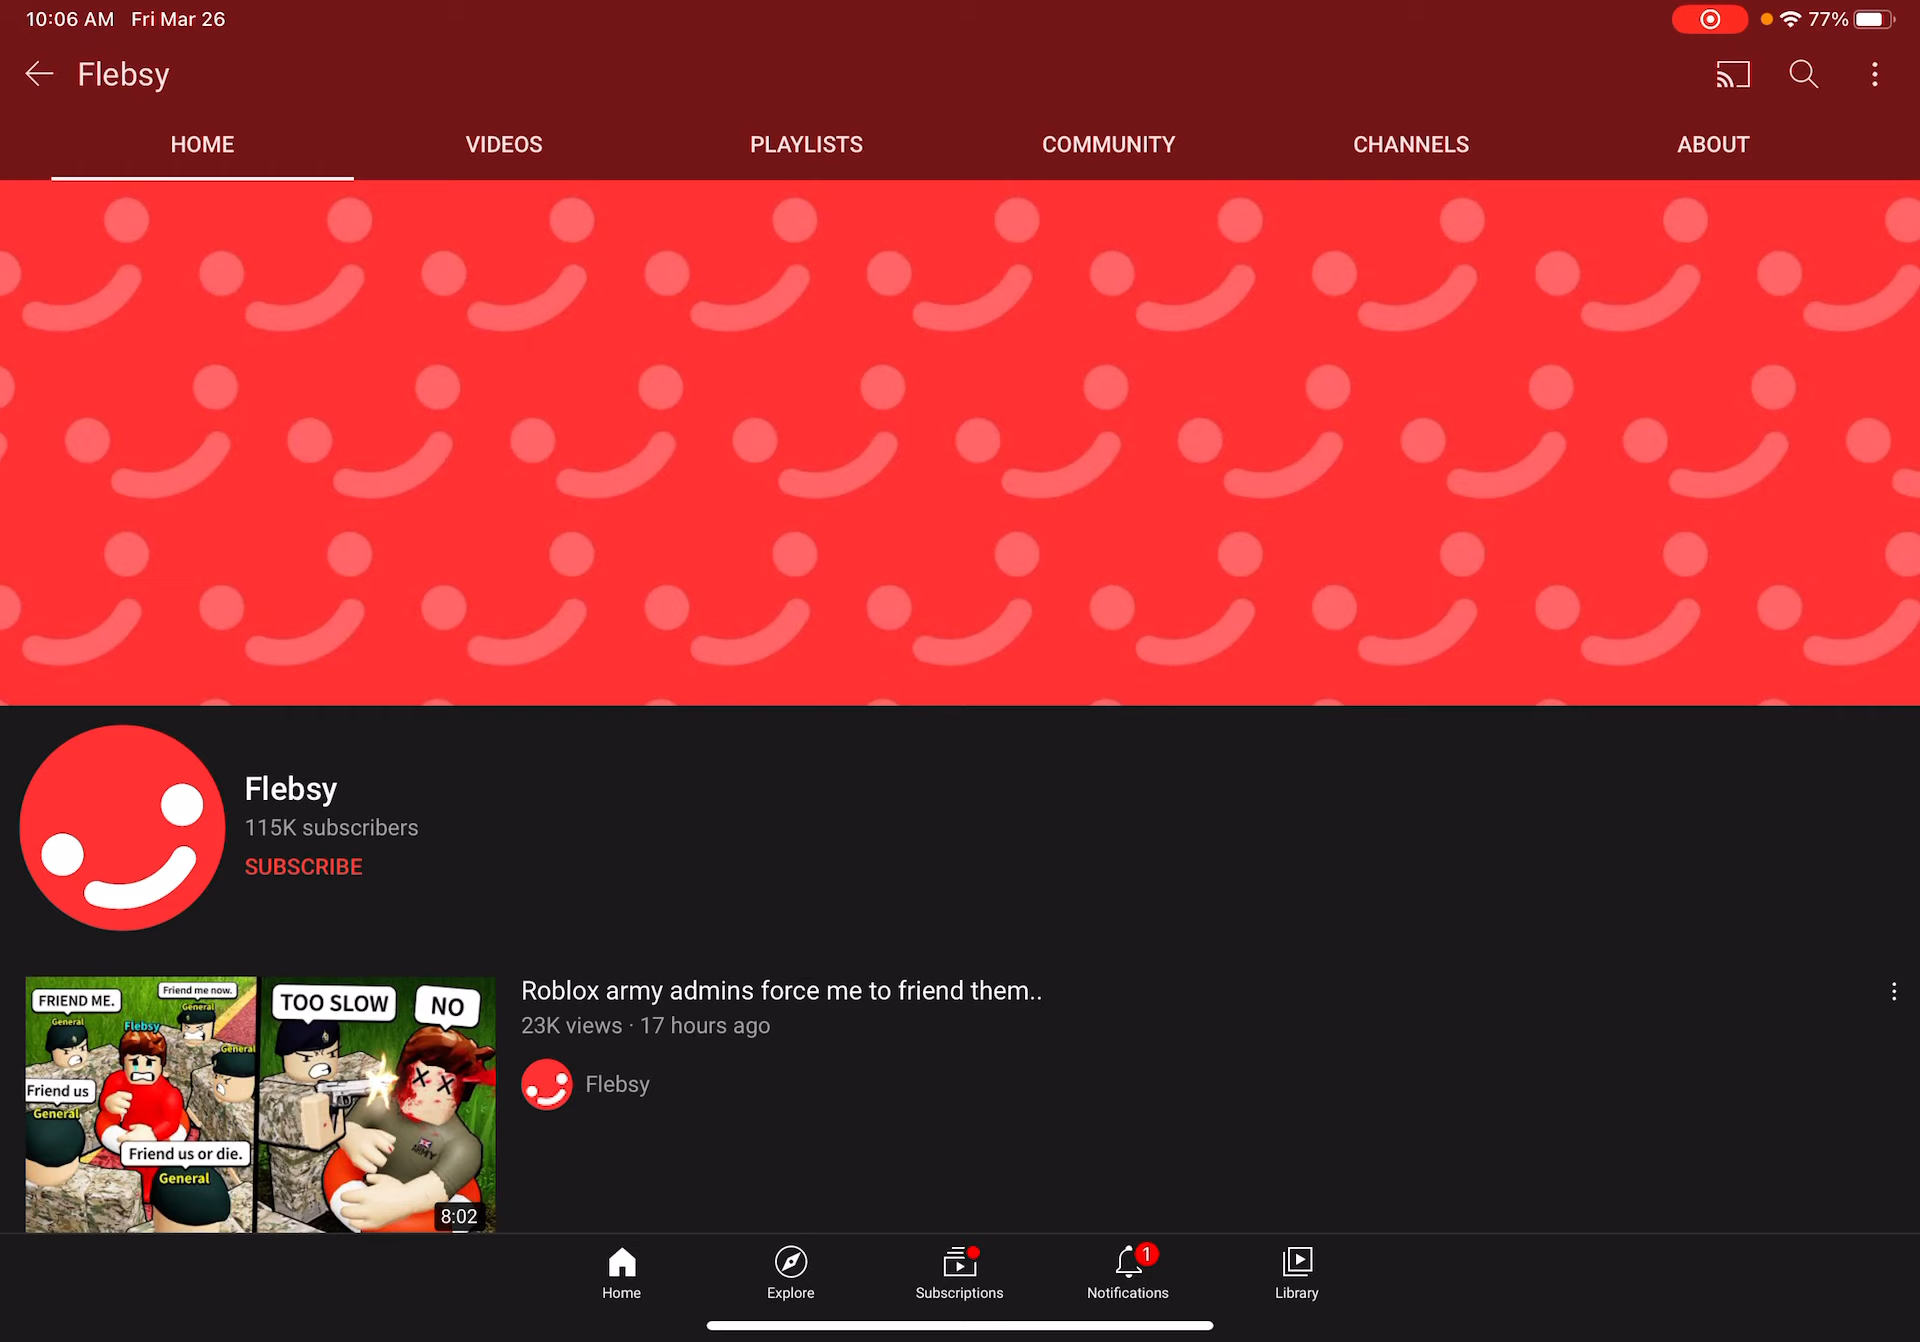 10:06 AM Fri Mar 26
77%
Flebsy
HOME VIDEOS PLAYLISTS COMMUNITY CHANNELS ABOUT
Flebsy
115K subscribers
SUBSCRIBE
FRIEND ME.
Friend me now.
General
General
Flebsy
General
Friend us
General
Friend us or die.
General
TOO SLOW
NO
ARMY
8:02
Roblox army admins force me to friend them..
23K views · 17 hours ago
Flebsy
1
Home Explore Subscriptions Notifications Library